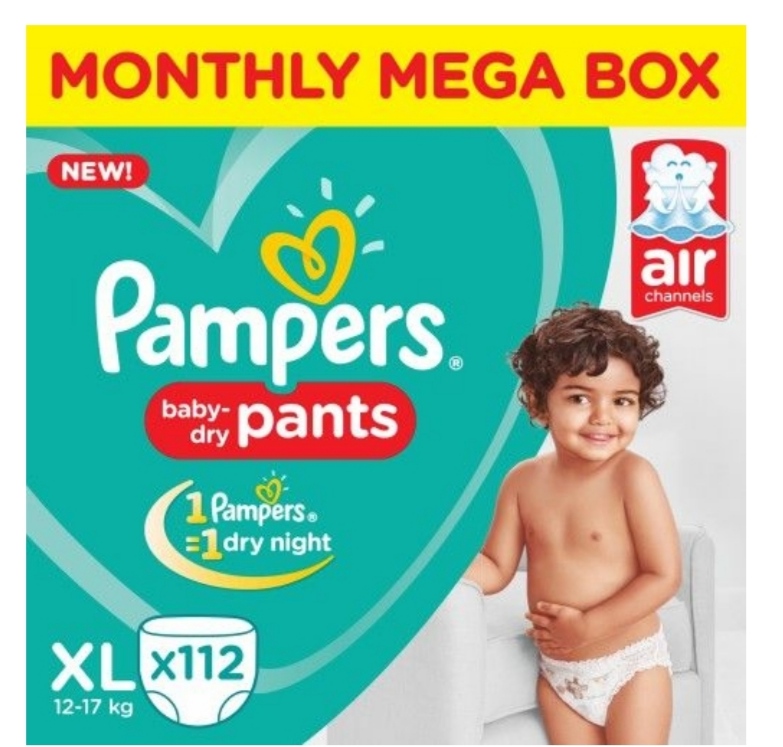 MONTHLY MEGA BOX
NEW!
air
channels
Pampers®
baby-
dry pants
1 Pampers®
=1 dry night
XL x112
12-17 kg